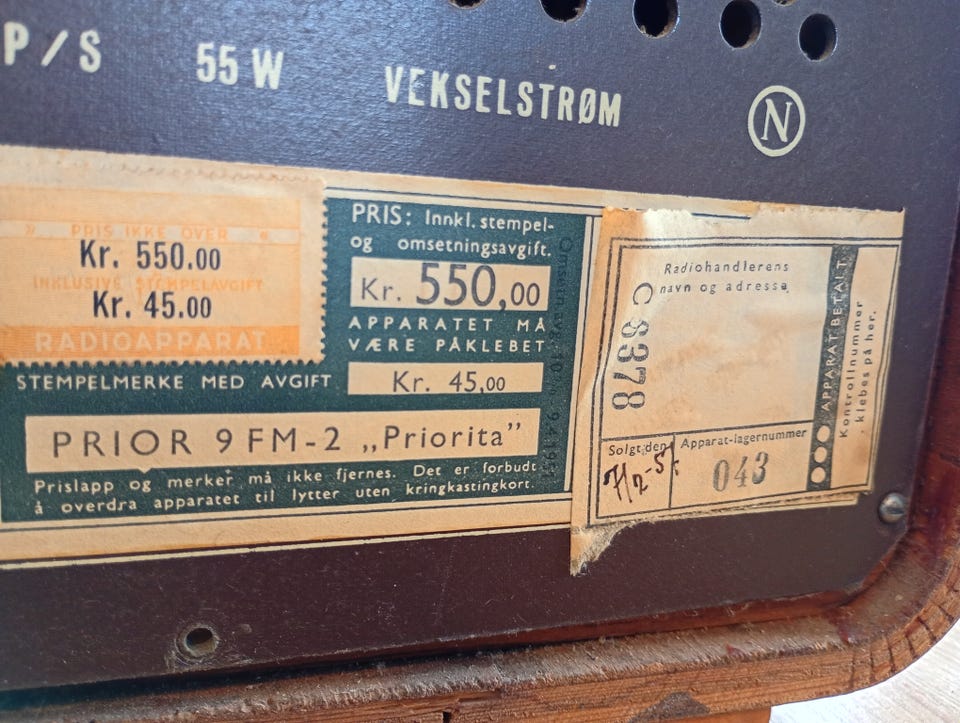 P/S 55 W VEKSELSTRØM N
» PRIS IKKE OVER «
Kr. 550.00
INKLUSIVE STEMPELAVGIFT
Kr. 45.00
RADIOAPPARAT
PRIS: Innkl. stempel-
og omsetningsavgift.
Kr. 550,00
APPARATET MÅ
VÆRE PÅKLEBET
STEMPELMERKE MED AVGIFT Kr. 45,00
PRIOR 9 FM-2 „Priorita”
Prislapp og merker må ikke fjernes. Det er forbudt
å overdra apparatet til lytter uten kringkastingkort.
Radiohandlerens
navn og adresse
C 8378
APPARAT BETALT
Kontrollnummer
klebes på her.
Solgt den
Apparat-lagernummer
043